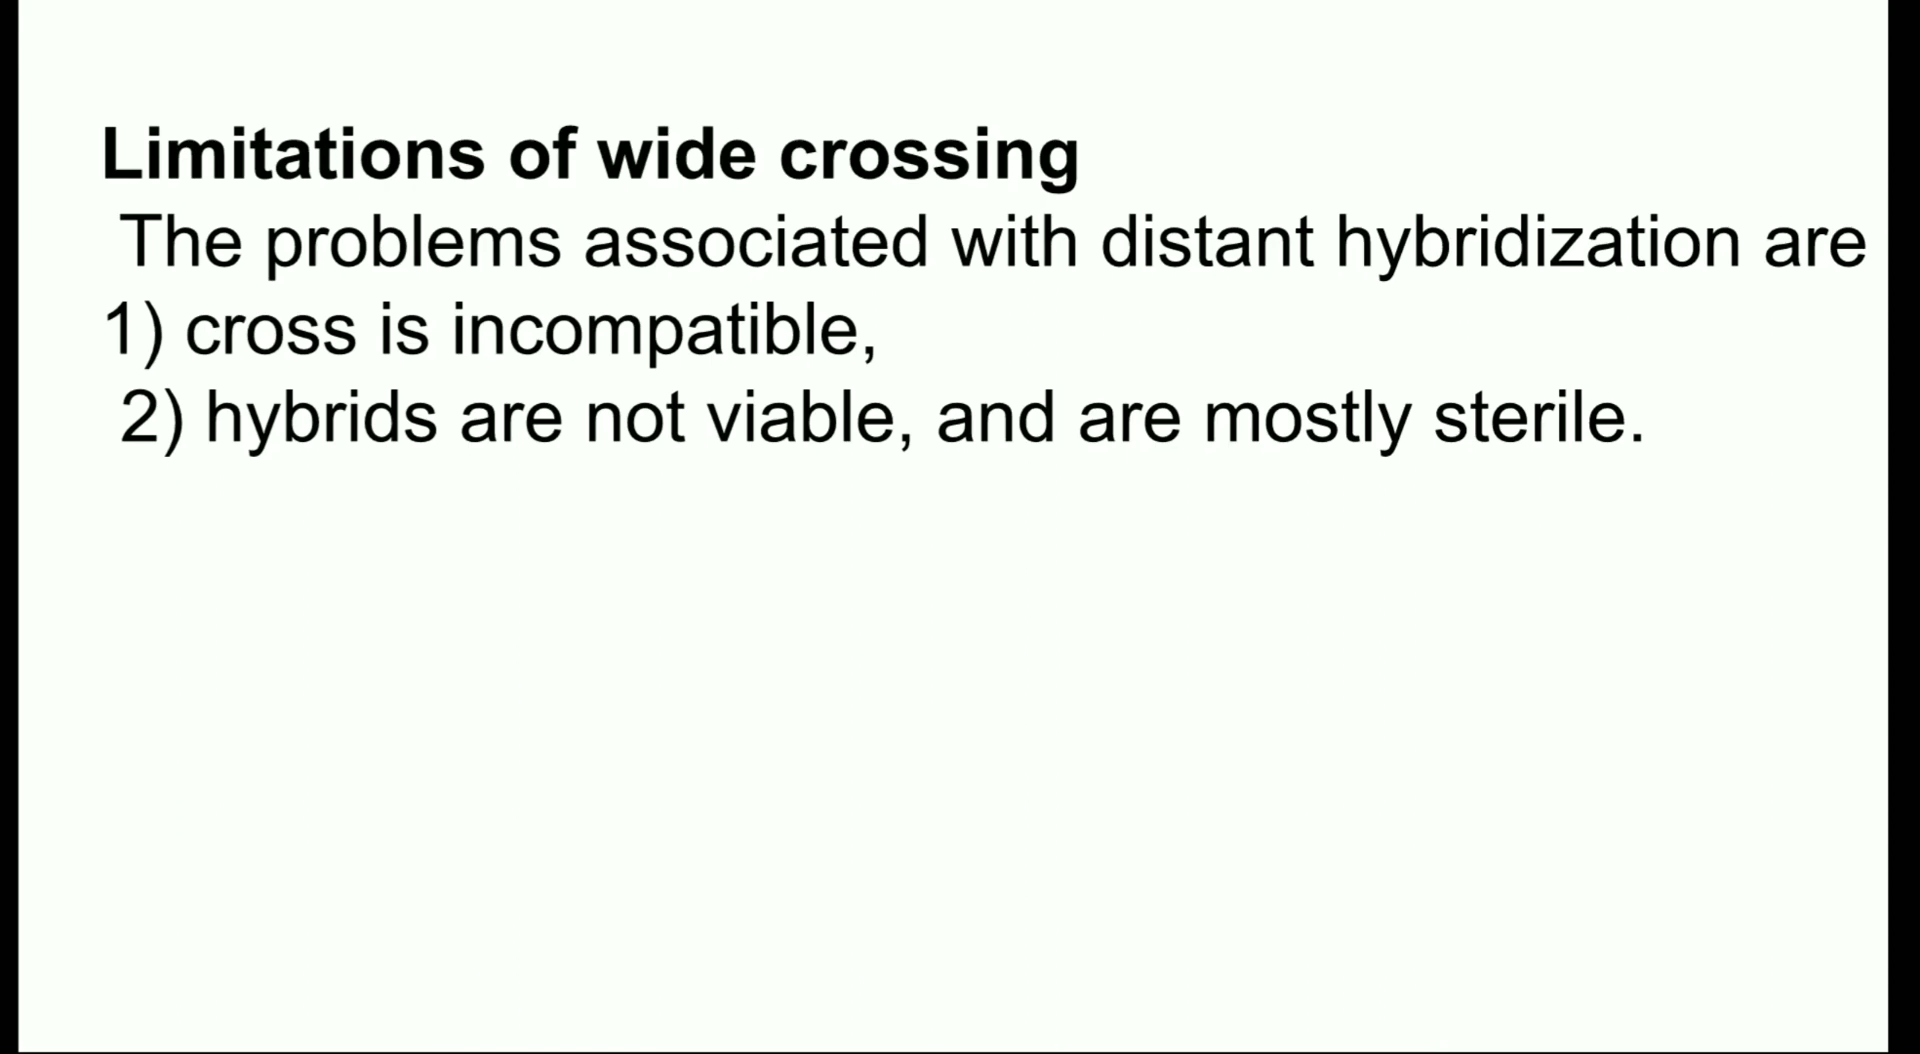 Limitations of wide crossing
The problems associated with distant hybridization are
1) cross is incompatible,
2) hybrids are not viable, and are mostly sterile.